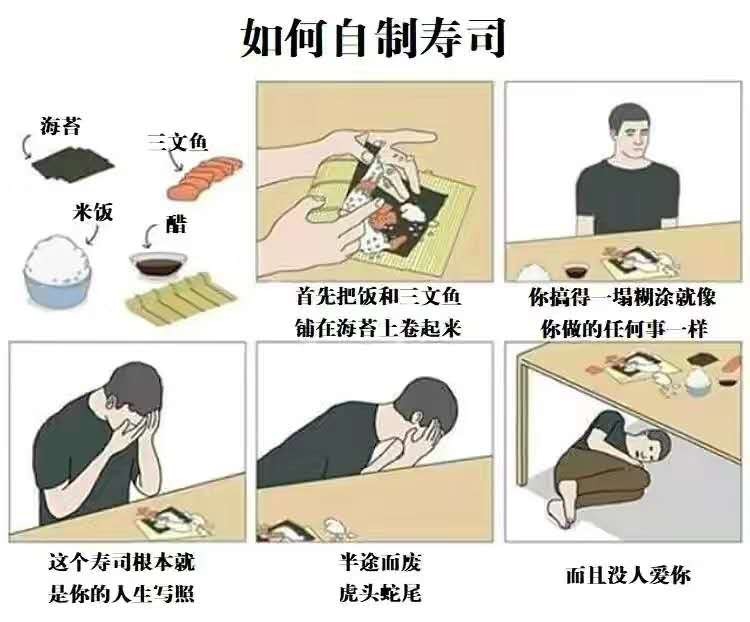 如何自制寿司
海苔
三文鱼
米饭
醋
首先把饭和三文鱼
铺在海苔上卷起来
你搞得一塌糊涂就像
你做的任何事一样
这个寿司根本就
是你的人生写照
半途而废
虎头蛇尾
而且没人爱你